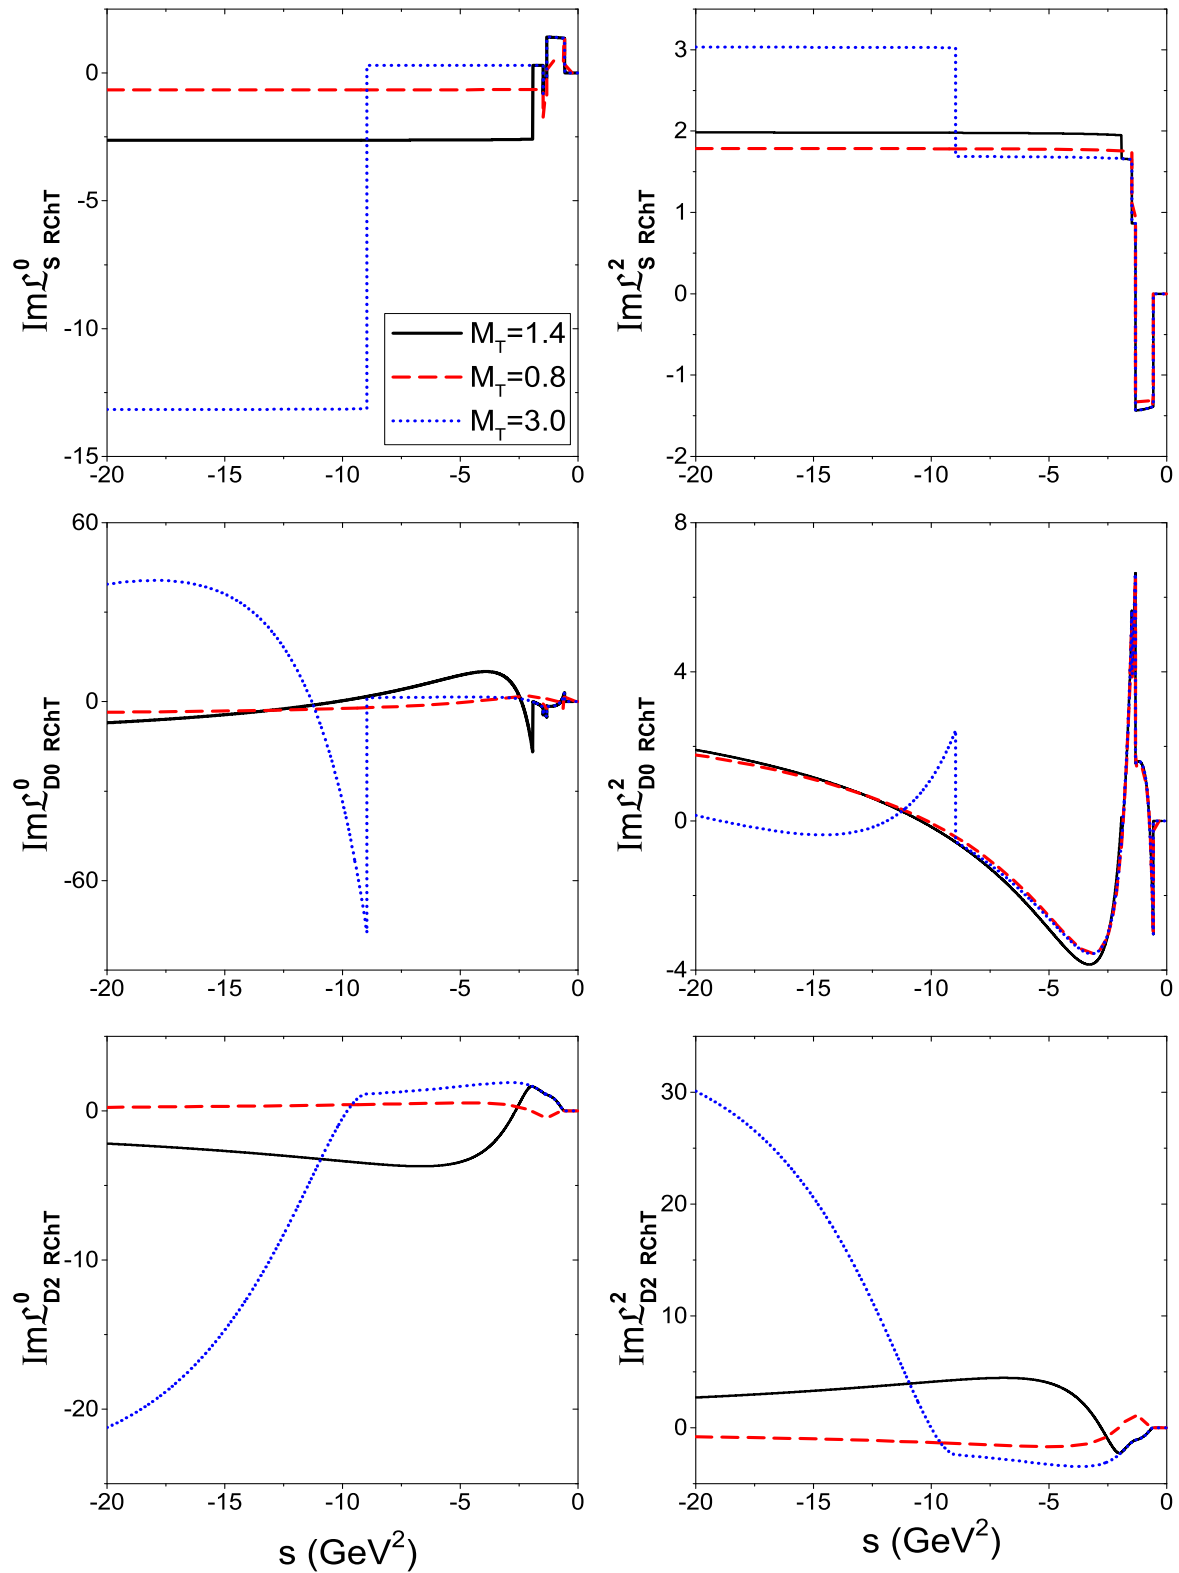 Imℒ⁰S RChT
0
-5
-10
-15
-20 -15 -10 -5 0
M_T=1.4
M_T=0.8
M_T=3.0
Imℒ²S RChT
3
2
1
0
-1
-2
-20 -15 -10 -5 0
Imℒ⁰D0 RChT
60
0
-60
-20 -15 -10 -5 0
Imℒ²D0 RChT
8
4
0
-4
-20 -15 -10 -5 0
Imℒ⁰D2 RChT
0
-10
-20
-20 -15 -10 -5 0
s (GeV²)
Imℒ²D2 RChT
30
20
10
0
-20 -15 -10 -5 0
s (GeV²)